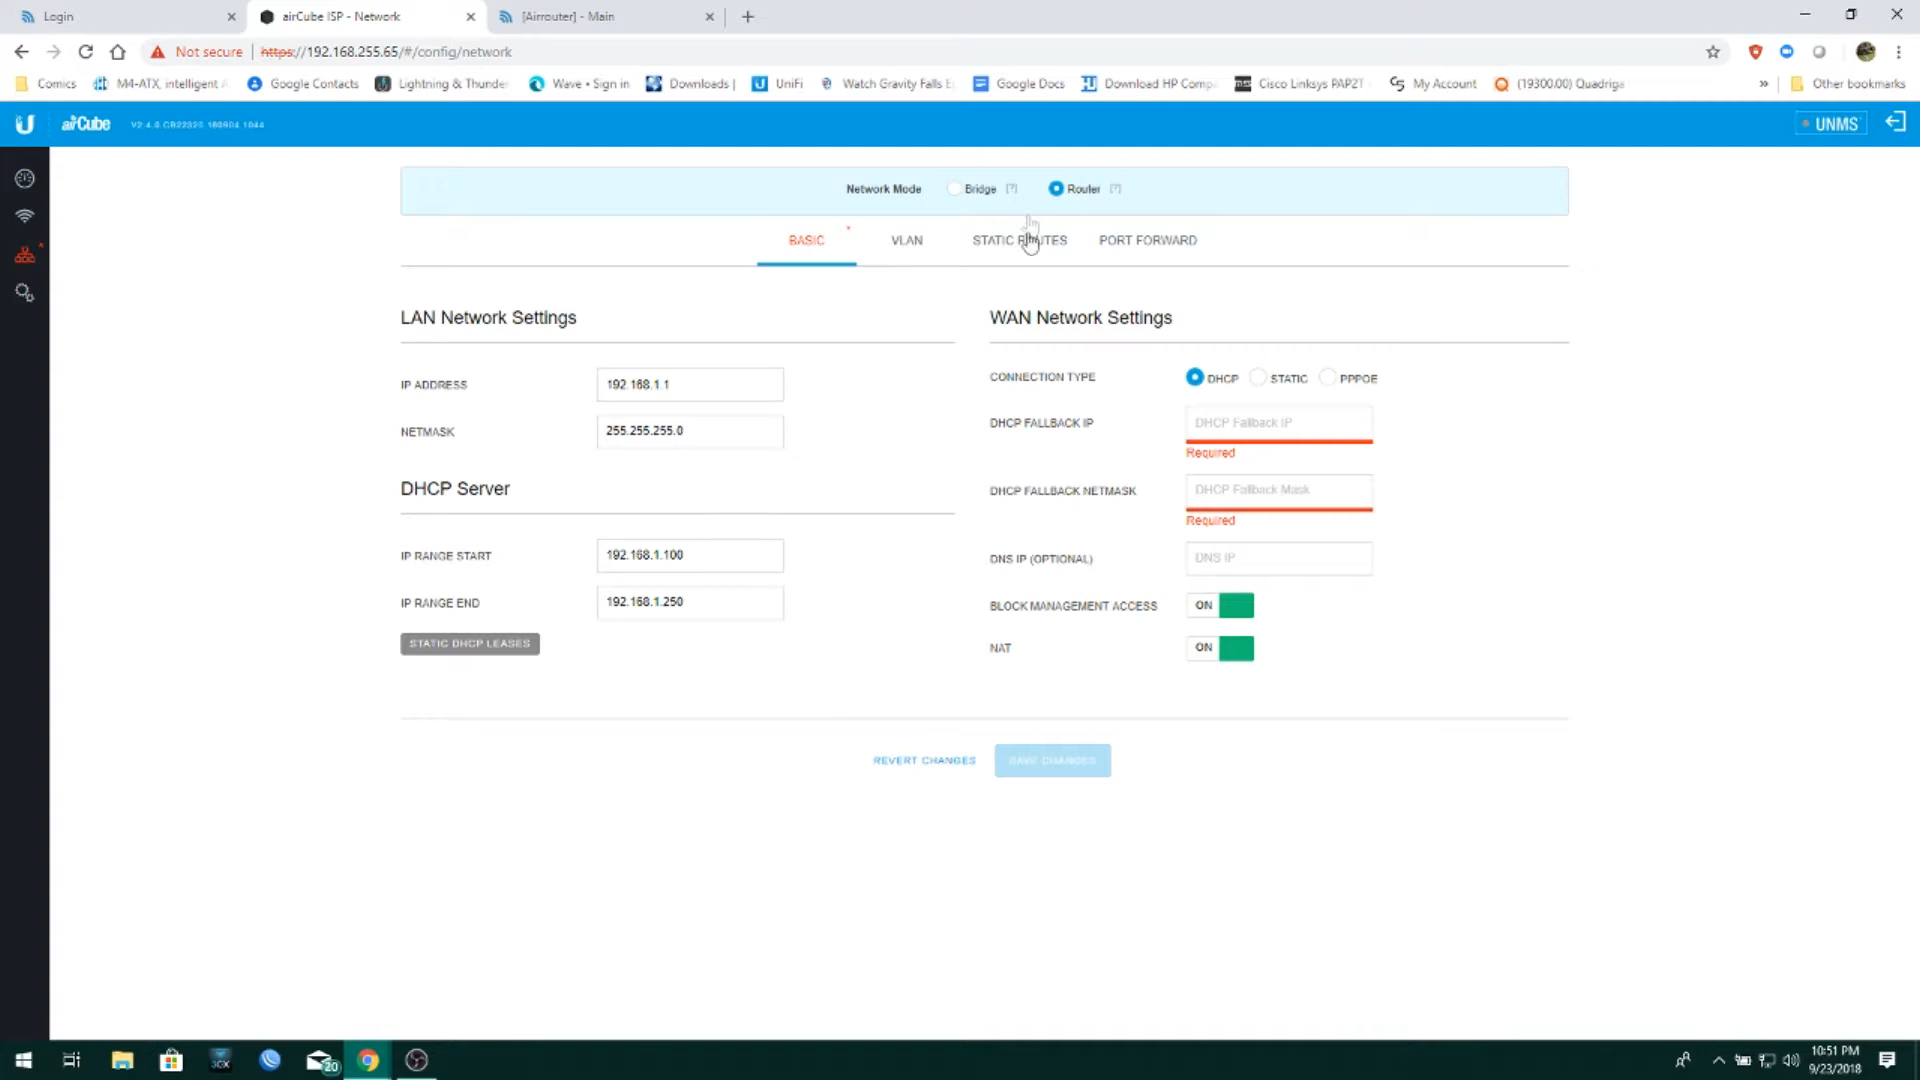 Login
airCube ISP - Network
[Airrouter] - Main
Not secure
https://192.168.255.65/#/config/network
Comics
M4-ATX, intelligent
Google Contacts
Lightning & Thunder
Wave • Sign in
Downloads |
UniFi
Watch Gravity Falls E
Google Docs
Download HP Comp
Cisco Linksys PAP2T
My Account
(19300.00) Quadriga
»
Other bookmarks
airCube
V2.4.0.CB22320.180904.1044
UNMS
Network Mode
Bridge [?]
Router [?]
BASIC *
VLAN
STATIC ROUTES
PORT FORWARD
LAN Network Settings
IP ADDRESS 192.168.1.1
NETMASK 255.255.255.0
DHCP Server
IP RANGE START 192.168.1.100
IP RANGE END 192.168.1.250
STATIC DHCP LEASES
WAN Network Settings
CONNECTION TYPE DHCP STATIC PPPOE
DHCP FALLBACK IP DHCP Fallback IP
Required
DHCP FALLBACK NETMASK DHCP Fallback Mask
Required
DNS IP (OPTIONAL) DNS IP
BLOCK MANAGEMENT ACCESS ON
NAT ON
REVERT CHANGES
SAVE CHANGES
3CX
20
10:51 PM
9/23/2018